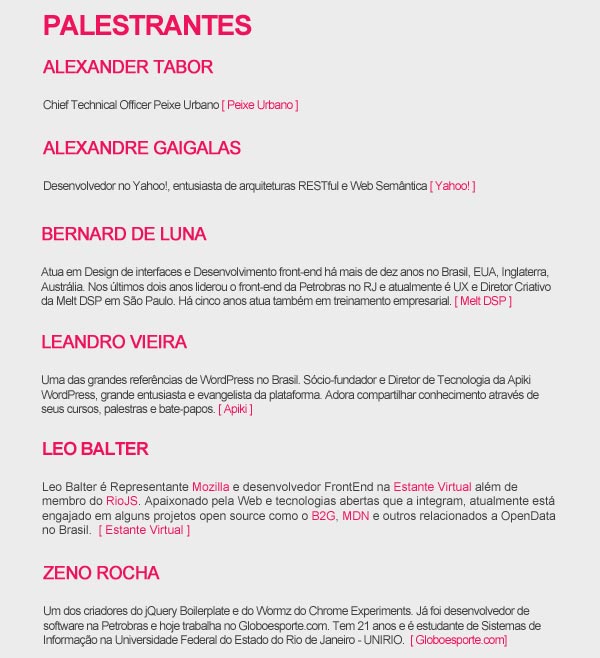 PALESTRANTES
ALEXANDER TABOR
Chief Technical Officer Peixe Urbano [ Peixe Urbano ]
ALEXANDRE GAIGALAS
Desenvolvedor no Yahoo!, entusiasta de arquiteturas RESTful e Web Semântica [ Yahoo! ]
BERNARD DE LUNA
Atua em Design de interfaces e Desenvolvimento front-end há mais de dez anos no Brasil, EUA, Inglaterra,
Austrália. Nos últimos dois anos liderou o front-end da Petrobras no RJ e atualmente é UX e Diretor Criativo
da Melt DSP em São Paulo. Há cinco anos atua também em treinamento empresarial. [ Melt DSP ]
LEANDRO VIEIRA
Uma das grandes referências de WordPress no Brasil. Sócio-fundador e Diretor de Tecnologia da Apiki
WordPress, grande entusiasta e evangelista da plataforma. Adora compartilhar conhecimento através de
seus cursos, palestras e bate-papos. [ Apiki ]
LEO BALTER
Leo Balter é Representante Mozilla e desenvolvedor FrontEnd na Estante Virtual além de
membro do RioJS. Apaixonado pela Web e tecnologias abertas que a integram, atualmente está
engajado em alguns projetos open source como o B2G, MDN e outros relacionados a OpenData
no Brasil. [ Estante Virtual ]
ZENO ROCHA
Um dos criadores do jQuery Boilerplate e do Wormz do Chrome Experiments. Já foi desenvolvedor de
software na Petrobras e hoje trabalha no Globoesporte.com. Tem 21 anos e é estudante de Sistemas de
Informação na Universidade Federal do Estado do Rio de Janeiro - UNIRIO. [ Globoesporte.com]